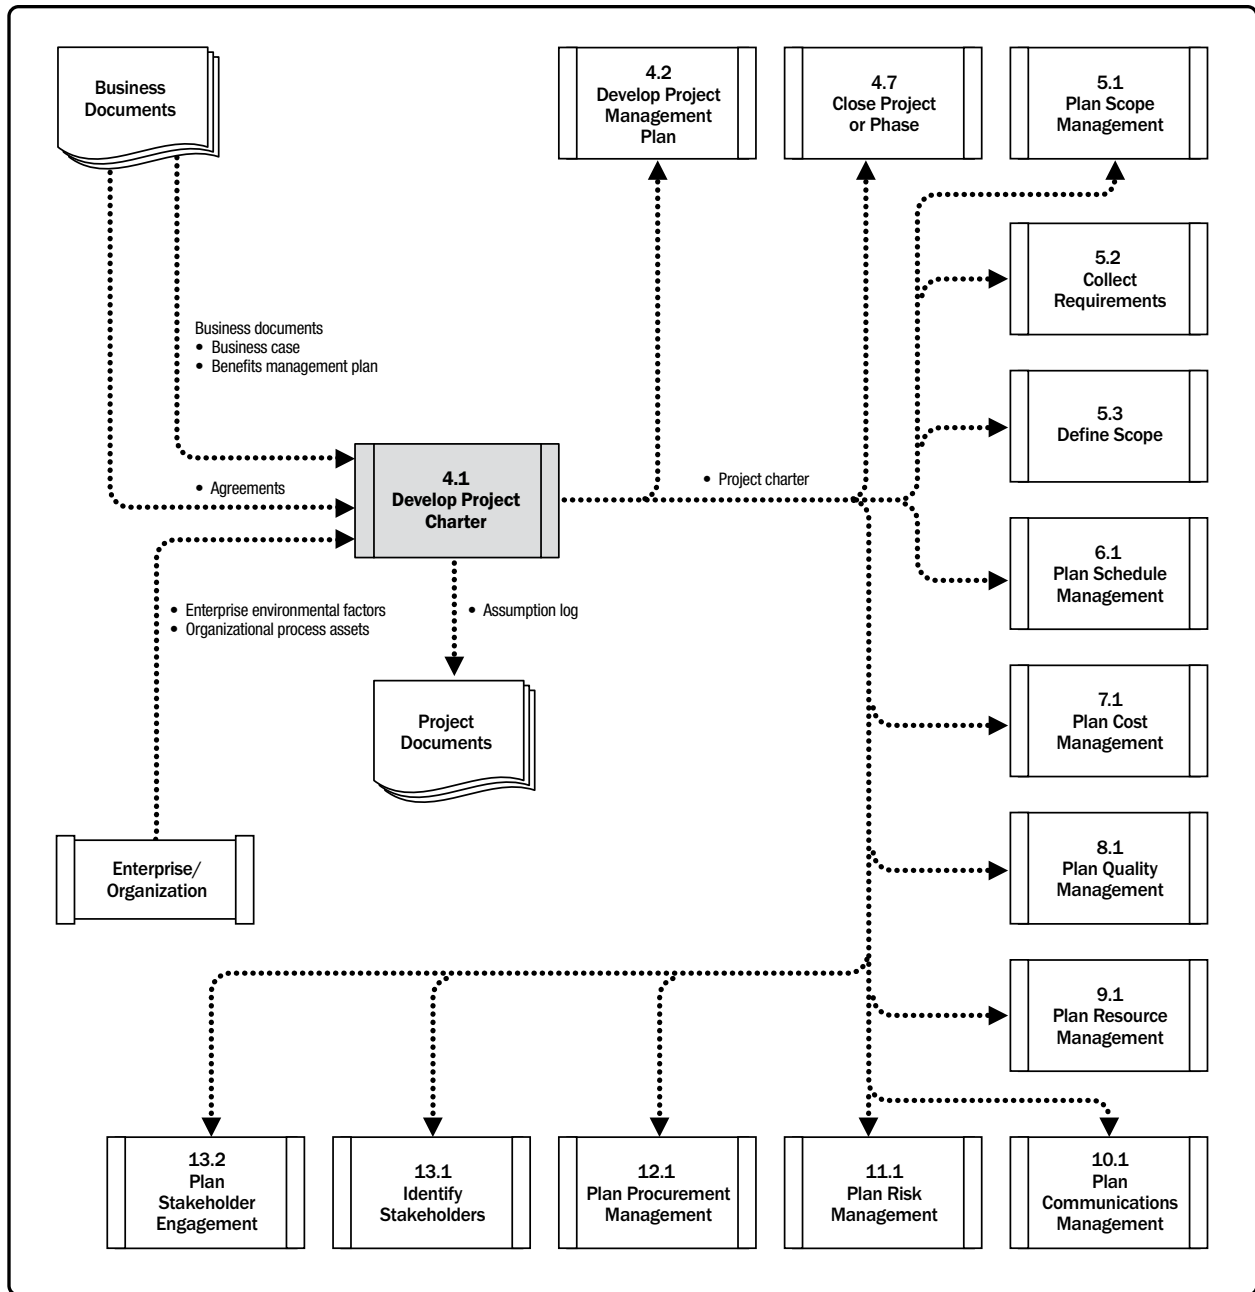 Business
Documents
4.2
Develop Project
Management
Plan
4.7
Close Project
or Phase
5.1
Plan Scope
Management
5.2
Collect
Requirements
Business documents
• Business case
• Benefits management plan
5.3
Define Scope
4.1
Develop Project
Charter
• Agreements
• Project charter
6.1
Plan Schedule
Management
• Enterprise environmental factors
• Organizational process assets
• Assumption log
Project
Documents
7.1
Plan Cost
Management
Enterprise/
Organization
8.1
Plan Quality
Management
9.1
Plan Resource
Management
13.2
Plan
Stakeholder
Engagement
13.1
Identify
Stakeholders
12.1
Plan Procurement
Management
11.1
Plan Risk
Management
10.1
Plan
Communications
Management